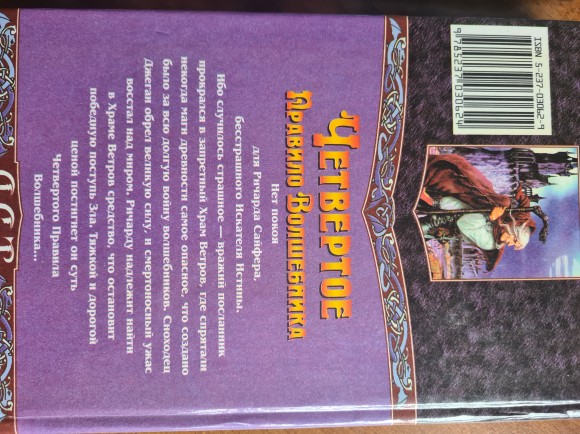 ISBN 5-237-03062-9
9 785237 030624
ЧЕТВЕРТОЕ
ПРАВИЛО ВОЛШЕБНИКА
Нет покоя
для Ричарда Сайфера,
бесстрашного Искателя Истины.
Ибо случилось страшное — вражий посланник
прокрался в запретный Храм Ветров, где спрятали
некогда маги древности самое опасное, что создано
было за всю долгую войну волшебников. Сноходец
Джеган обрел великую силу, и смертоносный ужас
восстал над миром. Ричарду надлежит найти
в Храме Ветров средство, что остановит
победную поступь Зла. Тяжкой и дорогой
ценой постигнет он суть
Четвертого Правила
Волшебника...